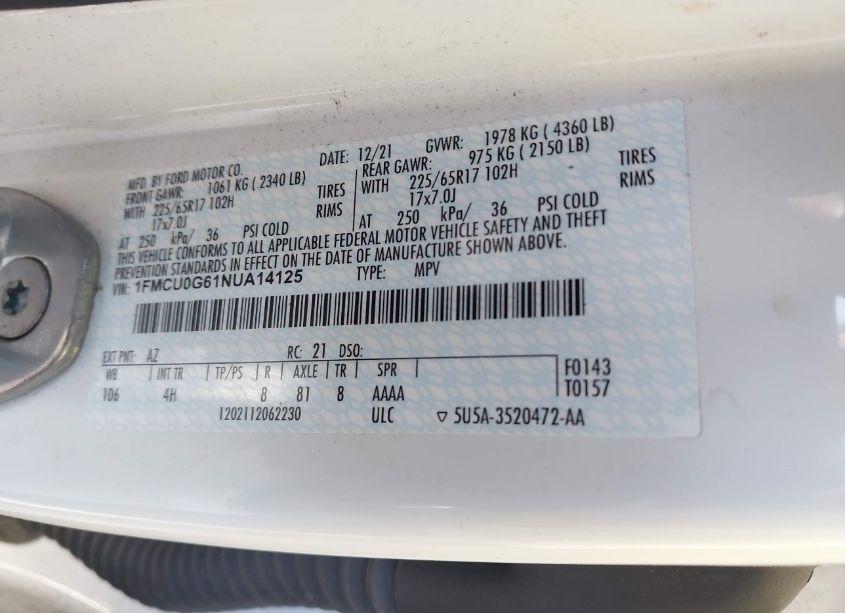 MFD. BY FORD MOTOR CO.
DATE: 12/21 GVWR: 1978 KG ( 4360 LB)
FRONT GAWR: 1061 KG ( 2340 LB)
WITH 225/65R17 102H TIRES
17x7.0J RIMS
AT 250 kPa/ 36 PSI COLD
REAR GAWR: 975 KG ( 2150 LB)
WITH 225/65R17 102H TIRES
17x7.0J RIMS
AT 250 kPa/ 36 PSI COLD
THIS VEHICLE CONFORMS TO ALL APPLICABLE FEDERAL MOTOR VEHICLE SAFETY AND THEFT
PREVENTION STANDARDS IN EFFECT ON THE DATE OF MANUFACTURE SHOWN ABOVE.
VIN: 1FMCU0G61NUA14125 TYPE: MPV
EXT PNT: AZ RC: 21 DSO:
WB INT TR TP/PS R AXLE TR SPR F0143
106 4H 8 81 8 AAAA T0157
1202112062230 ULC ▽ 5U5A-3520472-AA